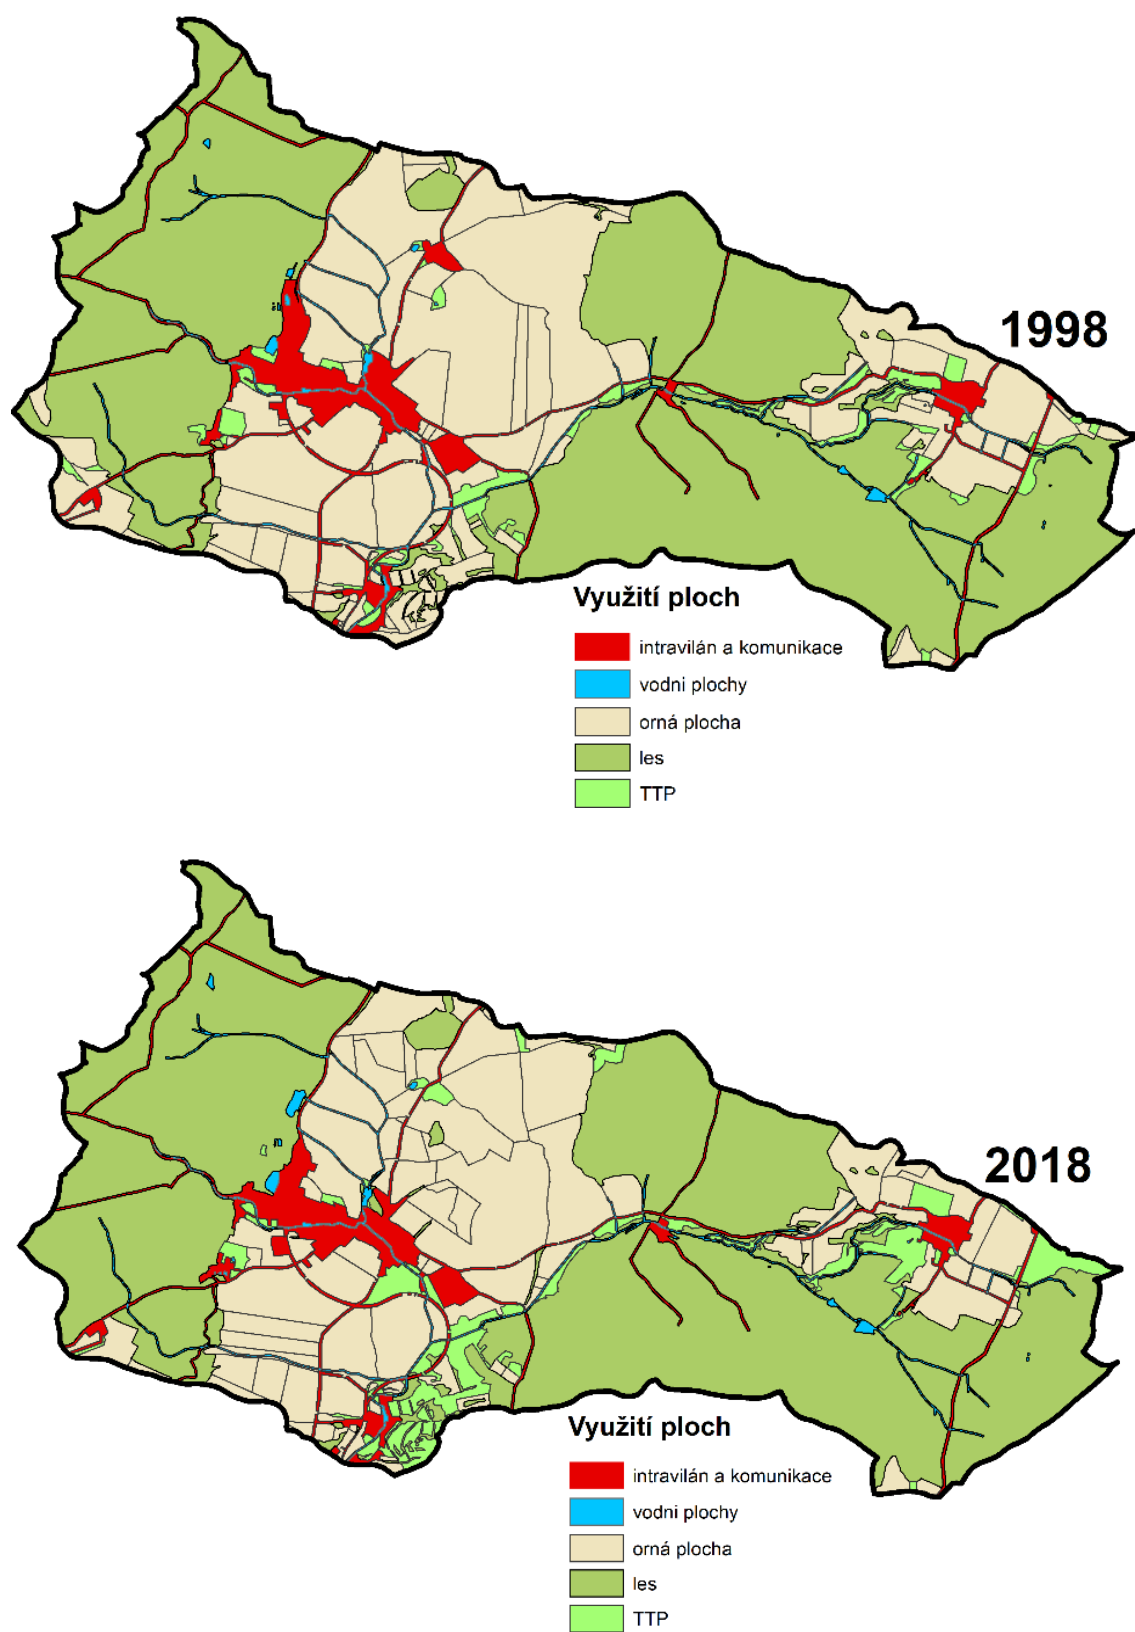 1998
Využití ploch
intravilán a komunikace
vodni plochy
orná plocha
les
TTP
2018
Využití ploch
intravilán a komunikace
vodni plochy
orná plocha
les
TTP